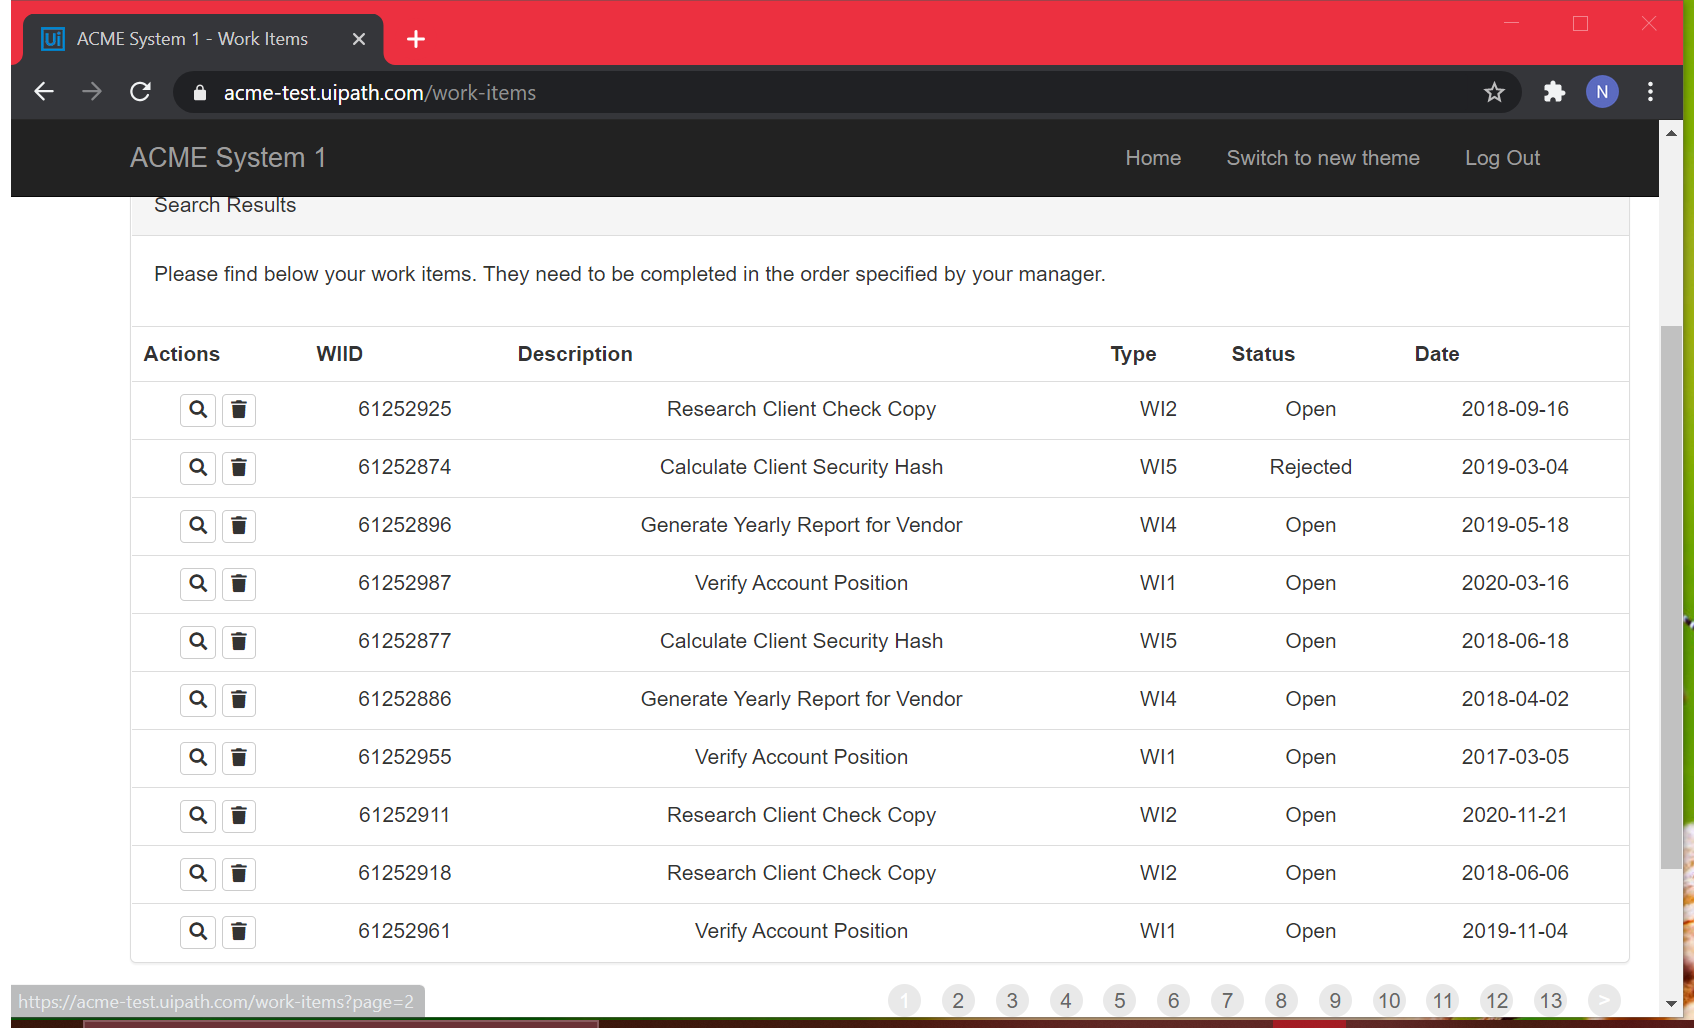 Ui ACME System 1 - Work Items
acme-test.uipath.com/work-items
N
ACME System 1 Home Switch to new theme Log Out
Search Results
Please find below your work items. They need to be completed in the order specified by your manager.
Actions WIID Description Type Status Date
61252925 Research Client Check Copy WI2 Open 2018-09-16
61252874 Calculate Client Security Hash WI5 Rejected 2019-03-04
61252896 Generate Yearly Report for Vendor WI4 Open 2019-05-18
61252987 Verify Account Position WI1 Open 2020-03-16
61252877 Calculate Client Security Hash WI5 Open 2018-06-18
61252886 Generate Yearly Report for Vendor WI4 Open 2018-04-02
61252955 Verify Account Position WI1 Open 2017-03-05
61252911 Research Client Check Copy WI2 Open 2020-11-21
61252918 Research Client Check Copy WI2 Open 2018-06-06
61252961 Verify Account Position WI1 Open 2019-11-04
https://acme-test.uipath.com/work-items?page=2 1 2 3 4 5 6 7 8 9 10 11 12 13 >